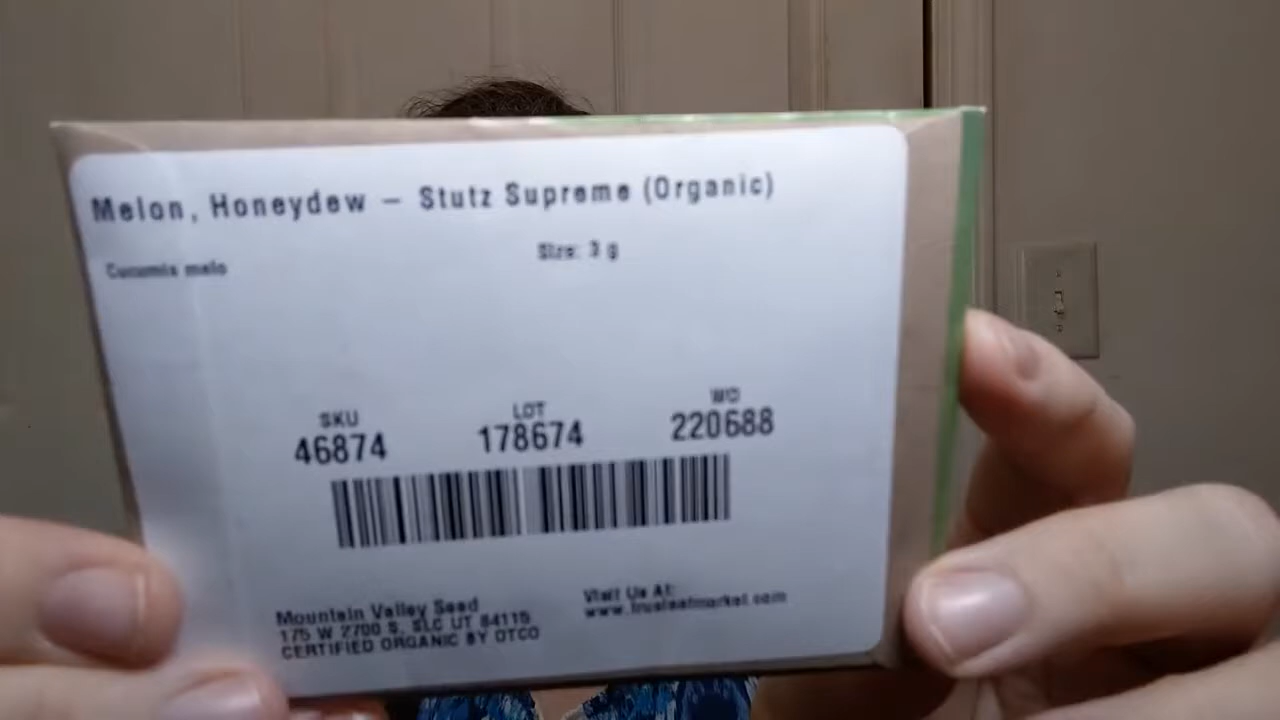 Melon, Honeydew – Stutz Supreme (Organic)
Cucumis melo
Size: 3 g
SKU
46874
LOT
178674
WO
220688
Mountain Valley Seed
175 W 2700 S, SLC UT 84115
CERTIFIED ORGANIC BY OTCO
Visit Us At:
www.trueleafmarket.com